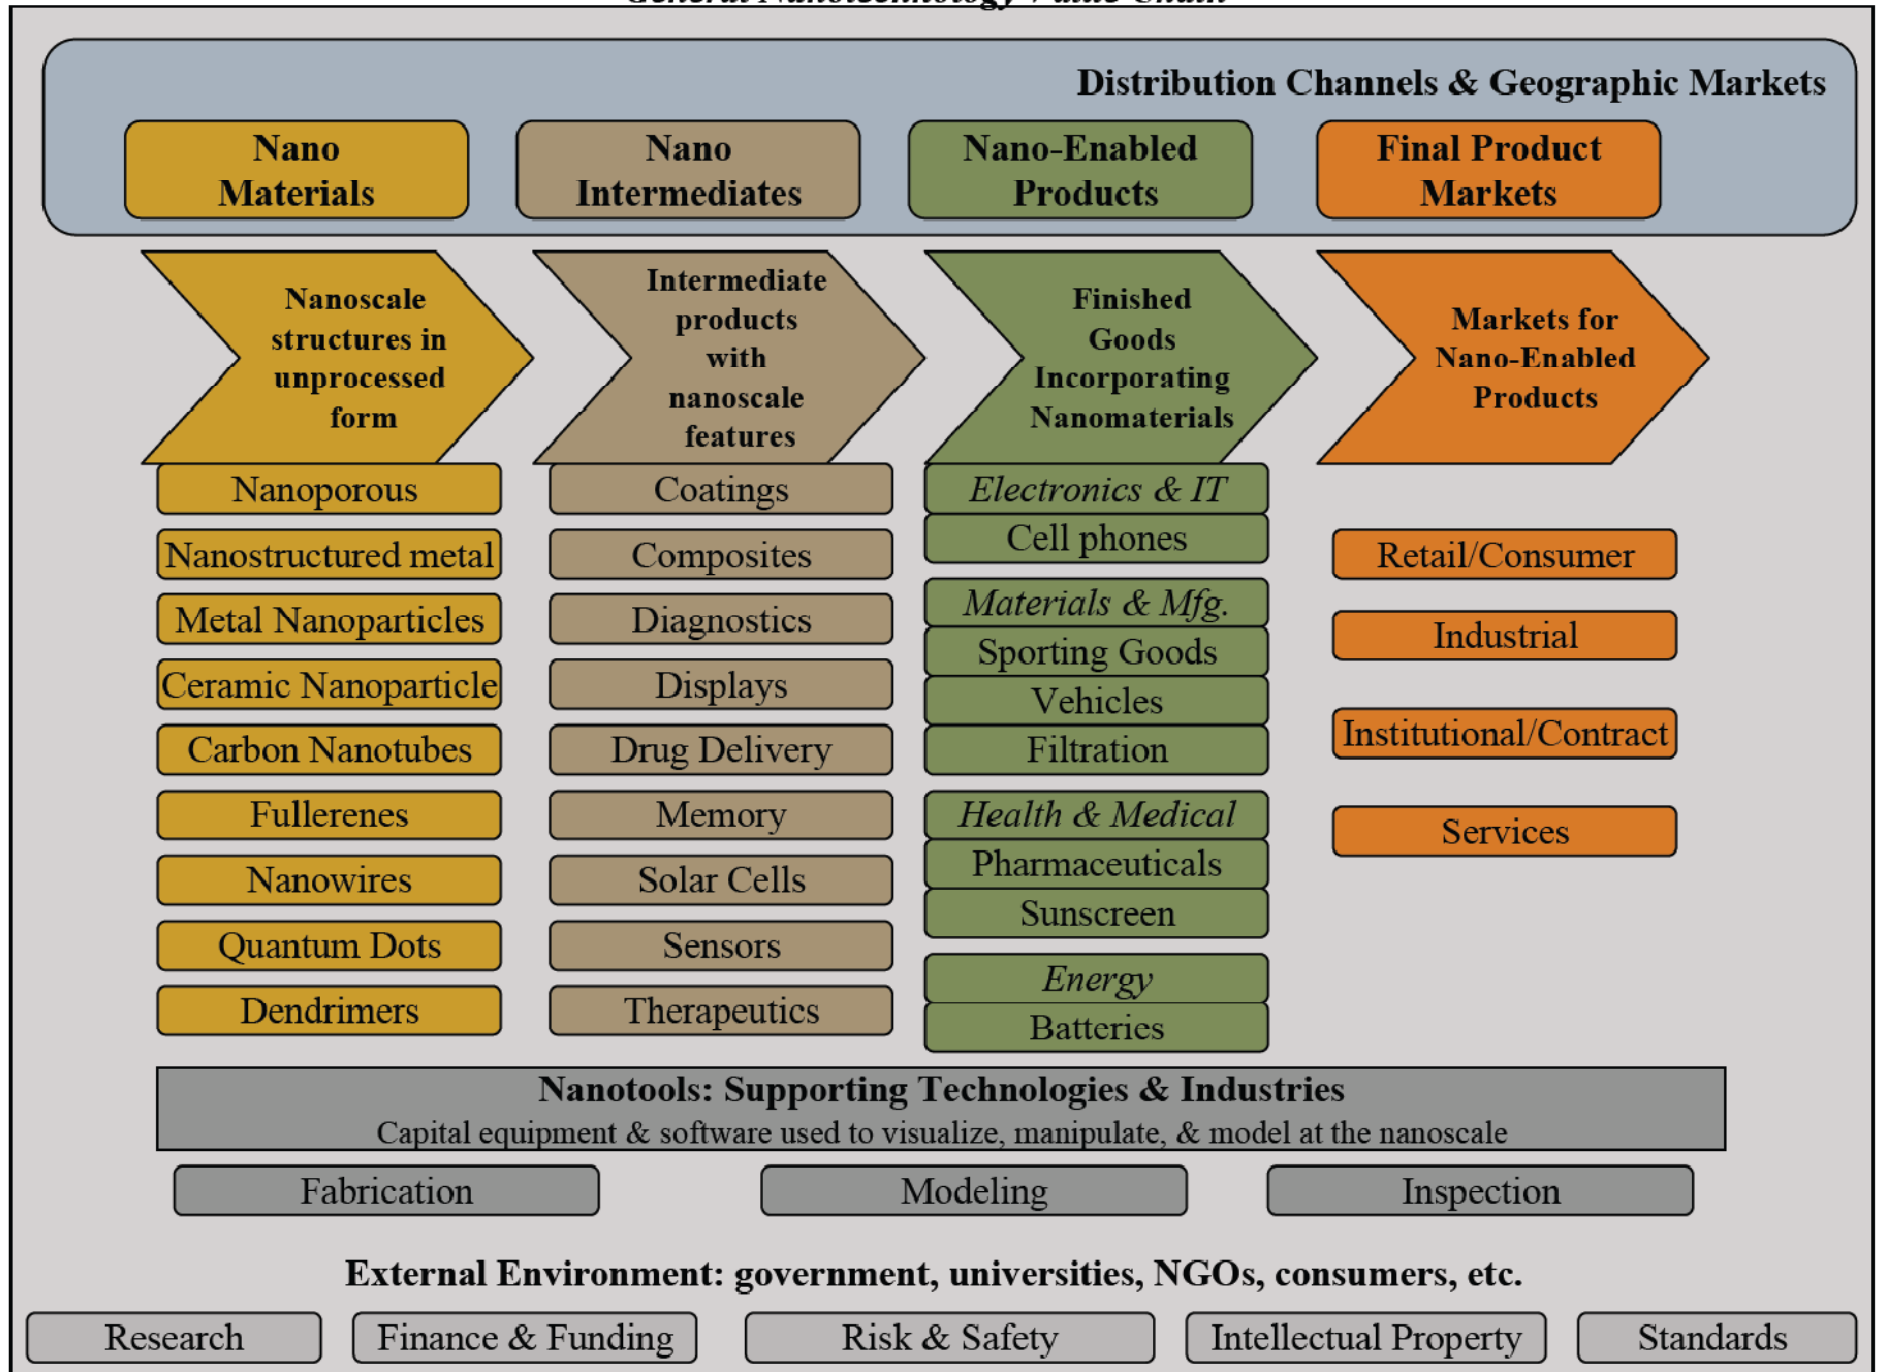 General Nanotechnology Value Chain
Distribution Channels & Geographic Markets
Nano
Materials
Nano
Intermediates
Nano-Enabled
Products
Final Product
Markets
Nanoscale
structures in
unprocessed
form
Intermediate
products
with
nanoscale
features
Finished
Goods
Incorporating
Nanomaterials
Markets for
Nano-Enabled
Products
Nanoporous
Nanostructured metal
Metal Nanoparticles
Ceramic Nanoparticle
Carbon Nanotubes
Fullerenes
Nanowires
Quantum Dots
Dendrimers
Coatings
Composites
Diagnostics
Displays
Drug Delivery
Memory
Solar Cells
Sensors
Therapeutics
Electronics & IT
Cell phones
Materials & Mfg.
Sporting Goods
Vehicles
Filtration
Health & Medical
Pharmaceuticals
Sunscreen
Energy
Batteries
Retail/Consumer
Industrial
Institutional/Contract
Services
Nanotools: Supporting Technologies & Industries
Capital equipment & software used to visualize, manipulate, & model at the nanoscale
Fabrication
Modeling
Inspection
External Environment: government, universities, NGOs, consumers, etc.
Research
Finance & Funding
Risk & Safety
Intellectual Property
Standards